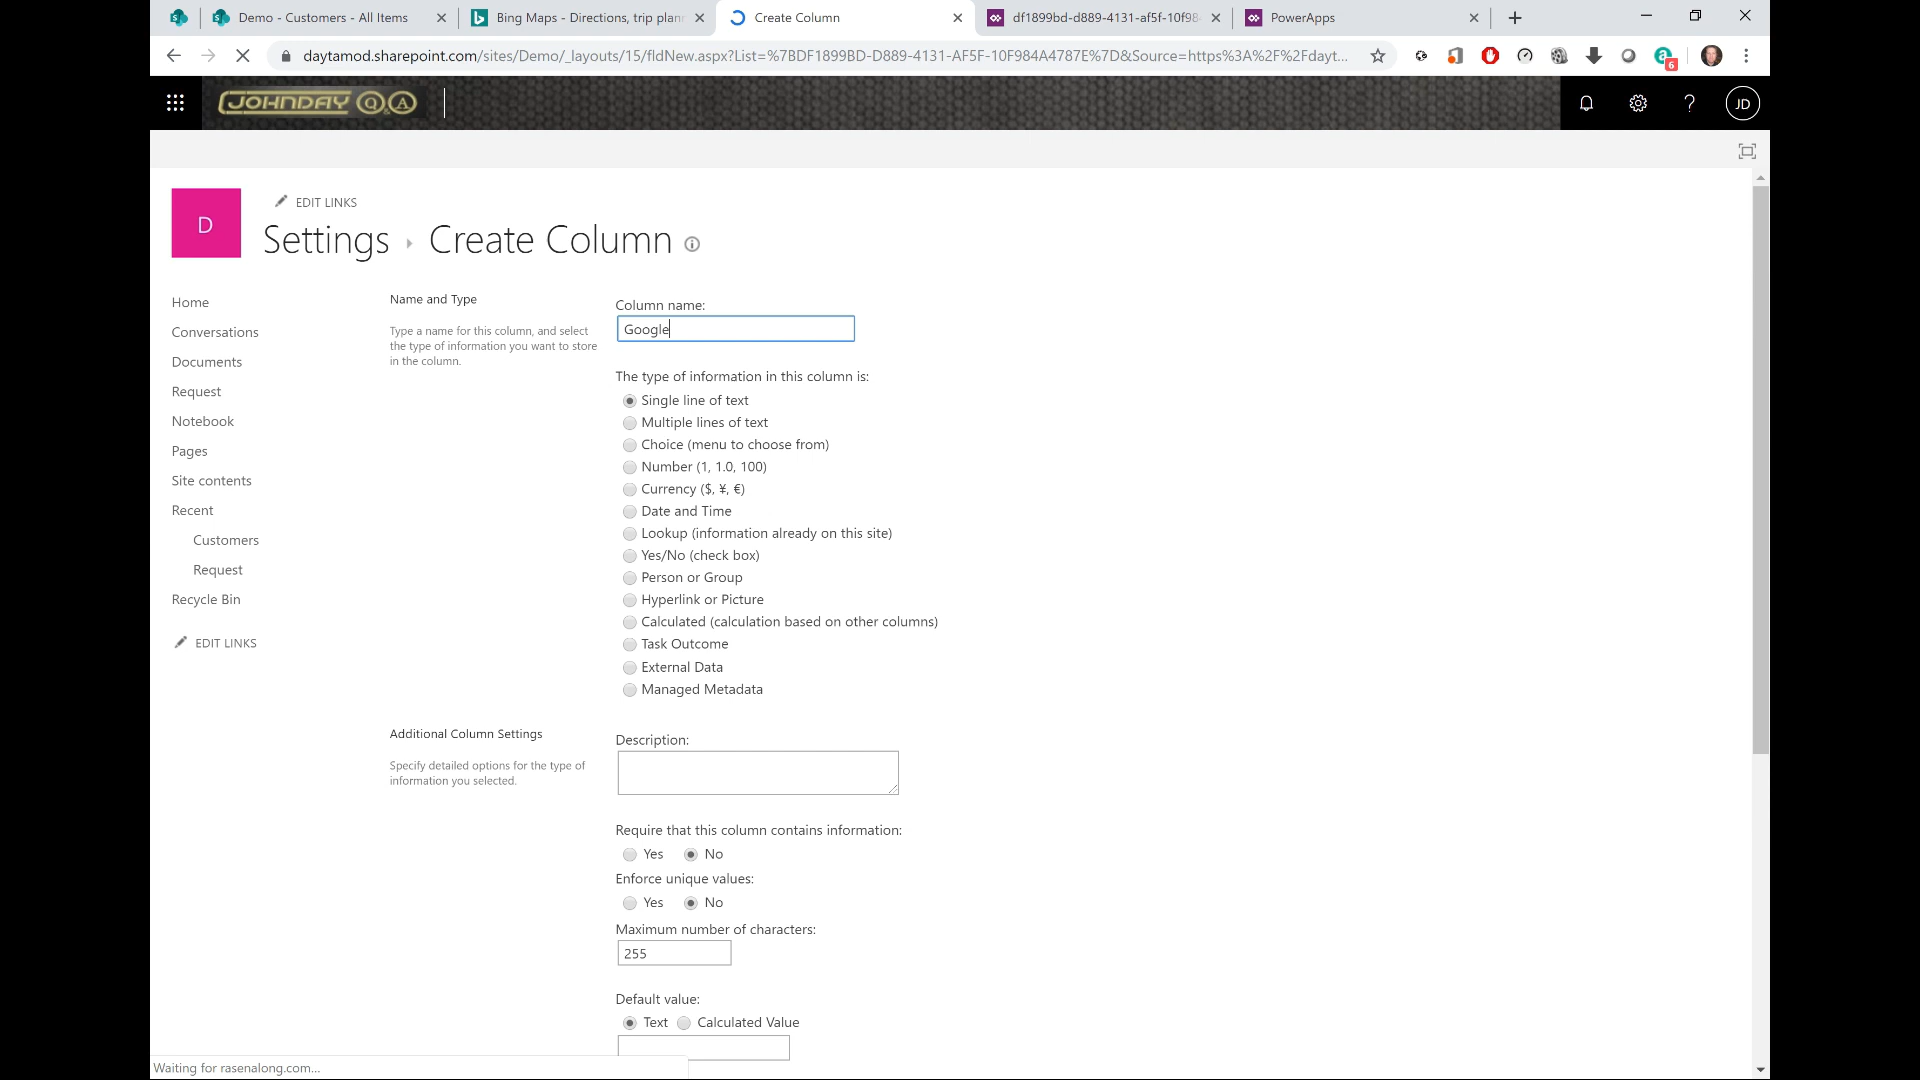 Demo - Customers - All Items
Bing Maps - Directions, trip plan
Create Column
df1899bd-d889-4131-af5f-10f98
PowerApps
daytamod.sharepoint.com/sites/Demo/_layouts/15/fldNew.aspx?List=%7BDF1899BD-D889-4131-AF5F-10F984A4787E%7D&Source=https%3A%2F%2Fdayt...
6
JOHNDAY Q&A
?
JD
D
EDIT LINKS
Settings
Create Column
Home
Conversations
Documents
Request
Notebook
Pages
Site contents
Recent
Customers
Request
Recycle Bin
EDIT LINKS
Name and Type
Type a name for this column, and select
the type of information you want to store
in the column.
Column name:
Google
The type of information in this column is:
Single line of text
Multiple lines of text
Choice (menu to choose from)
Number (1, 1.0, 100)
Currency ($, ¥, €)
Date and Time
Lookup (information already on this site)
Yes/No (check box)
Person or Group
Hyperlink or Picture
Calculated (calculation based on other columns)
Task Outcome
External Data
Managed Metadata
Additional Column Settings
Specify detailed options for the type of
information you selected.
Description:
Require that this column contains information:
Yes No
Enforce unique values:
Yes No
Maximum number of characters:
255
Default value:
Text Calculated Value
Waiting for rasenalong.com...